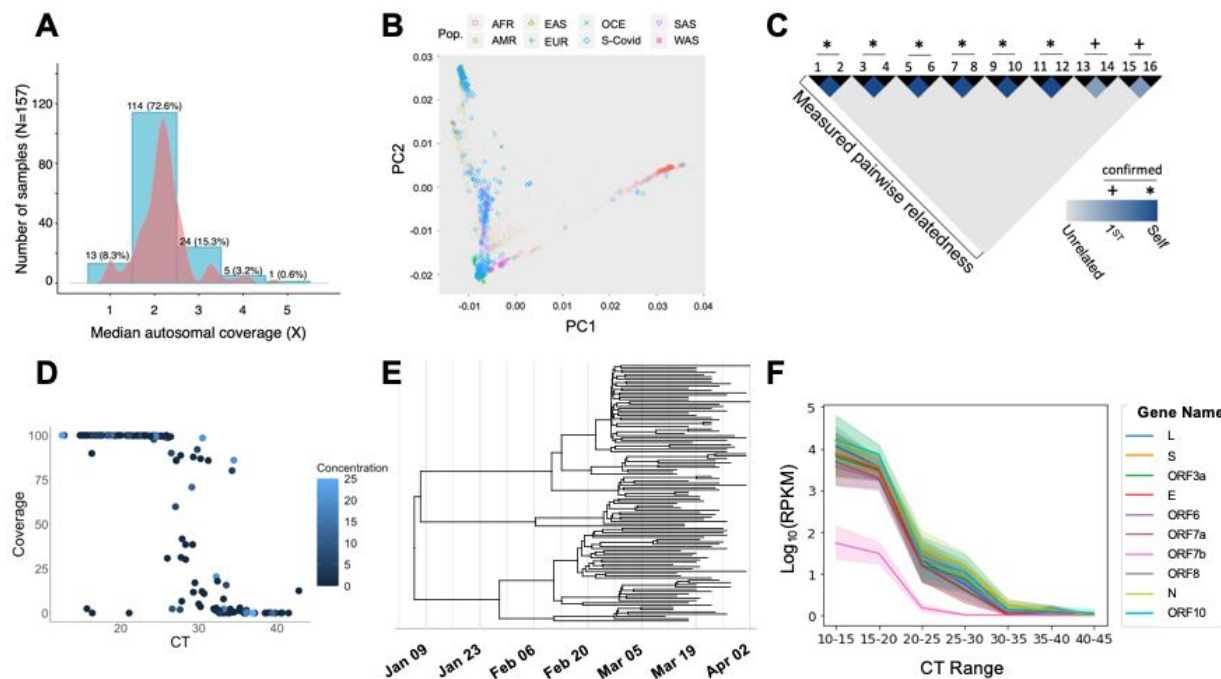 A
Number of samples (N=157)
120
80
40
0
13 (8.3%)
114 (72.6%)
24 (15.3%)
5 (3.2%)
1 (0.6%)
1 2 3 4 5
Median autosomal coverage (X)
B
Pop.
AFR EAS OCE SAS
AMR EUR S-Covid WAS
PC2
0.03
0.02
0.01
0.00
-0.01
-0.02
-0.01 0.00 0.01 0.02 0.03 0.04
PC1
C
* * * * * * + +
1 2 3 4 5 6 7 8 9 10 11 12 13 14 15 16
Measured pairwise relatedness
confirmed
+ *
Unrelated
1ST
Self
D
Coverage
100
75
50
25
0
20 30 40
CT
Concentration
25
20
15
10
5
0
E
Jan 09
Jan 23
Feb 06
Feb 20
Mar 05
Mar 19
Apr 02
F
Log10(RPKM)
5
4
3
2
1
0
10-15 15-20 20-25 25-30 30-35 35-40 40-45
CT Range
Gene Name
L
S
ORF3a
E
ORF6
ORF7a
ORF7b
ORF8
N
ORF10